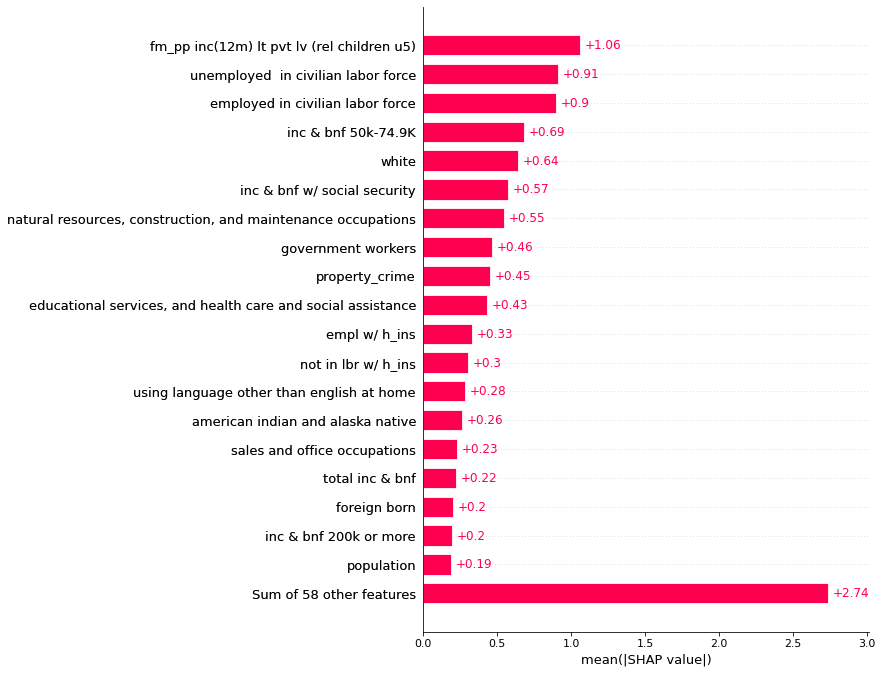 fm_pp inc(12m) lt pvt lv (rel children u5) +1.06
unemployed  in civilian labor force +0.91
employed in civilian labor force +0.9
inc & bnf 50k-74.9K +0.69
white +0.64
inc & bnf w/ social security +0.57
natural resources, construction, and maintenance occupations +0.55
government workers +0.46
property_crime +0.45
educational services, and health care and social assistance +0.43
empl w/ h_ins +0.33
not in lbr w/ h_ins +0.3
using language other than english at home +0.28
american indian and alaska native +0.26
sales and office occupations +0.23
total inc & bnf +0.22
foreign born +0.2
inc & bnf 200k or more +0.2
population +0.19
Sum of 58 other features +2.74
0.0 0.5 1.0 1.5 2.0 2.5 3.0
mean(|SHAP value|)